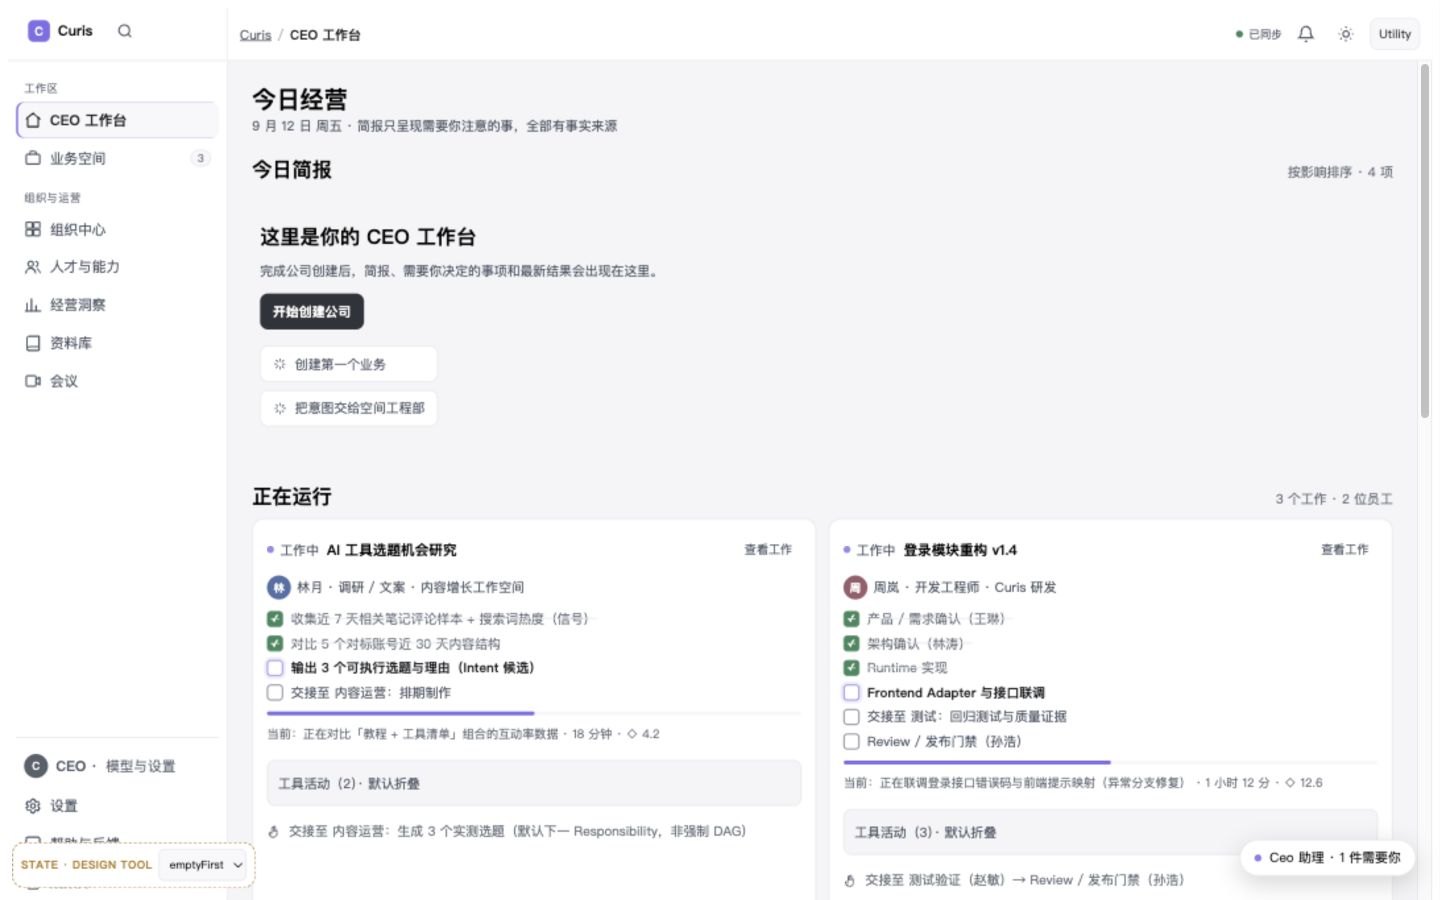 C Curis
Curis / CEO 工作台
已同步
Utility
工作区
CEO 工作台
业务空间 3
组织与运营
组织中心
人才与能力
经营洞察
资料库
会议
CEO · 模型与设置
设置
帮助与反馈
STATE · DESIGN TOOL emptyFirst
今日经营
9 月 12 日 周五 · 简报只呈现需要你注意的事，全部有事实来源
今日简报
按影响排序 · 4 项
这里是你的 CEO 工作台
完成公司创建后，简报、需要你决定的事项和最新结果会出现在这里。
开始创建公司
创建第一个业务
把意图交给空间工程部
正在运行
3 个工作 · 2 位员工
工作中 AI 工具选题机会研究
查看工作
林 林月 · 调研 / 文案 · 内容增长工作空间
收集近 7 天相关笔记评论样本 + 搜索词热度（信号）
对比 5 个对标账号近 30 天内容结构
输出 3 个可执行选题与理由（Intent 候选）
交接至 内容运营：排期制作
当前：正在对比「教程 + 工具清单」组合的互动率数据 · 18 分钟 · ◇ 4.2
工具活动（2）· 默认折叠
交接至 内容运营：生成 3 个实测选题（默认下一 Responsibility，非强制 DAG）
工作中 登录模块重构 v1.4
查看工作
周 周岚 · 开发工程师 · Curis 研发
产品 / 需求确认（王琳）
架构确认（林涛）
Runtime 实现
Frontend Adapter 与接口联调
交接至 测试：回归测试与质量证据
Review / 发布门禁（孙浩）
当前：正在联调登录接口错误码与前端提示映射（异常分支修复） · 1 小时 12 分 · ◇ 12.6
工具活动（3）· 默认折叠
交接至 测试验证（赵敏）→ Review / 发布门禁（孙浩）
Ceo 助理 · 1 件需要你